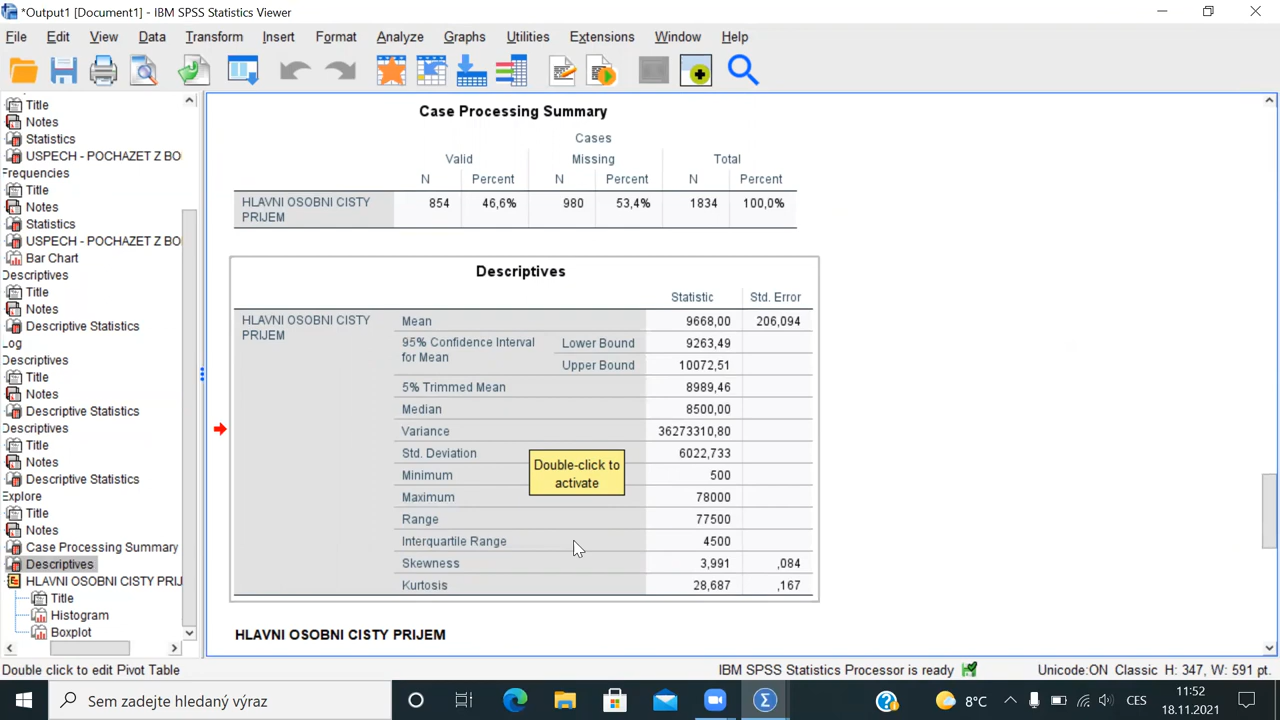 *Output1 [Document1] - IBM SPSS Statistics Viewer
File Edit View Data Transform Insert Format Analyze Graphs Utilities Extensions Window Help
Title
Notes
Statistics
USPECH - POCHAZET Z BO
Frequencies
Title
Notes
Statistics
USPECH - POCHAZET Z BO
Bar Chart
Descriptives
Title
Notes
Descriptive Statistics
Log
Descriptives
Title
Notes
Descriptive Statistics
Descriptives
Title
Notes
Descriptive Statistics
Explore
Title
Notes
Case Processing Summary
Descriptives
HLAVNI OSOBNI CISTY PRIJ
Title
Histogram
Boxplot
Case Processing Summary
Cases
Valid Missing Total
N Percent N Percent N Percent
HLAVNI OSOBNI CISTY 854 46,6% 980 53,4% 1834 100,0%
PRIJEM
Descriptives
Statistic Std. Error
HLAVNI OSOBNI CISTY Mean 9668,00 206,094
PRIJEM
95% Confidence Interval Lower Bound 9263,49
for Mean Upper Bound 10072,51
5% Trimmed Mean 8989,46
Median 8500,00
Variance 36273310,80
Std. Deviation 6022,733
Minimum 500
Maximum 78000
Range 77500
Interquartile Range 4500
Skewness 3,991 ,084
Kurtosis 28,687 ,167
Double-click to
activate
HLAVNI OSOBNI CISTY PRIJEM
Double click to edit Pivot Table IBM SPSS Statistics Processor is ready Unicode:ON Classic H: 347, W: 591 pt.
Sem zadejte hledaný výraz 8°C CES 11:52
18.11.2021